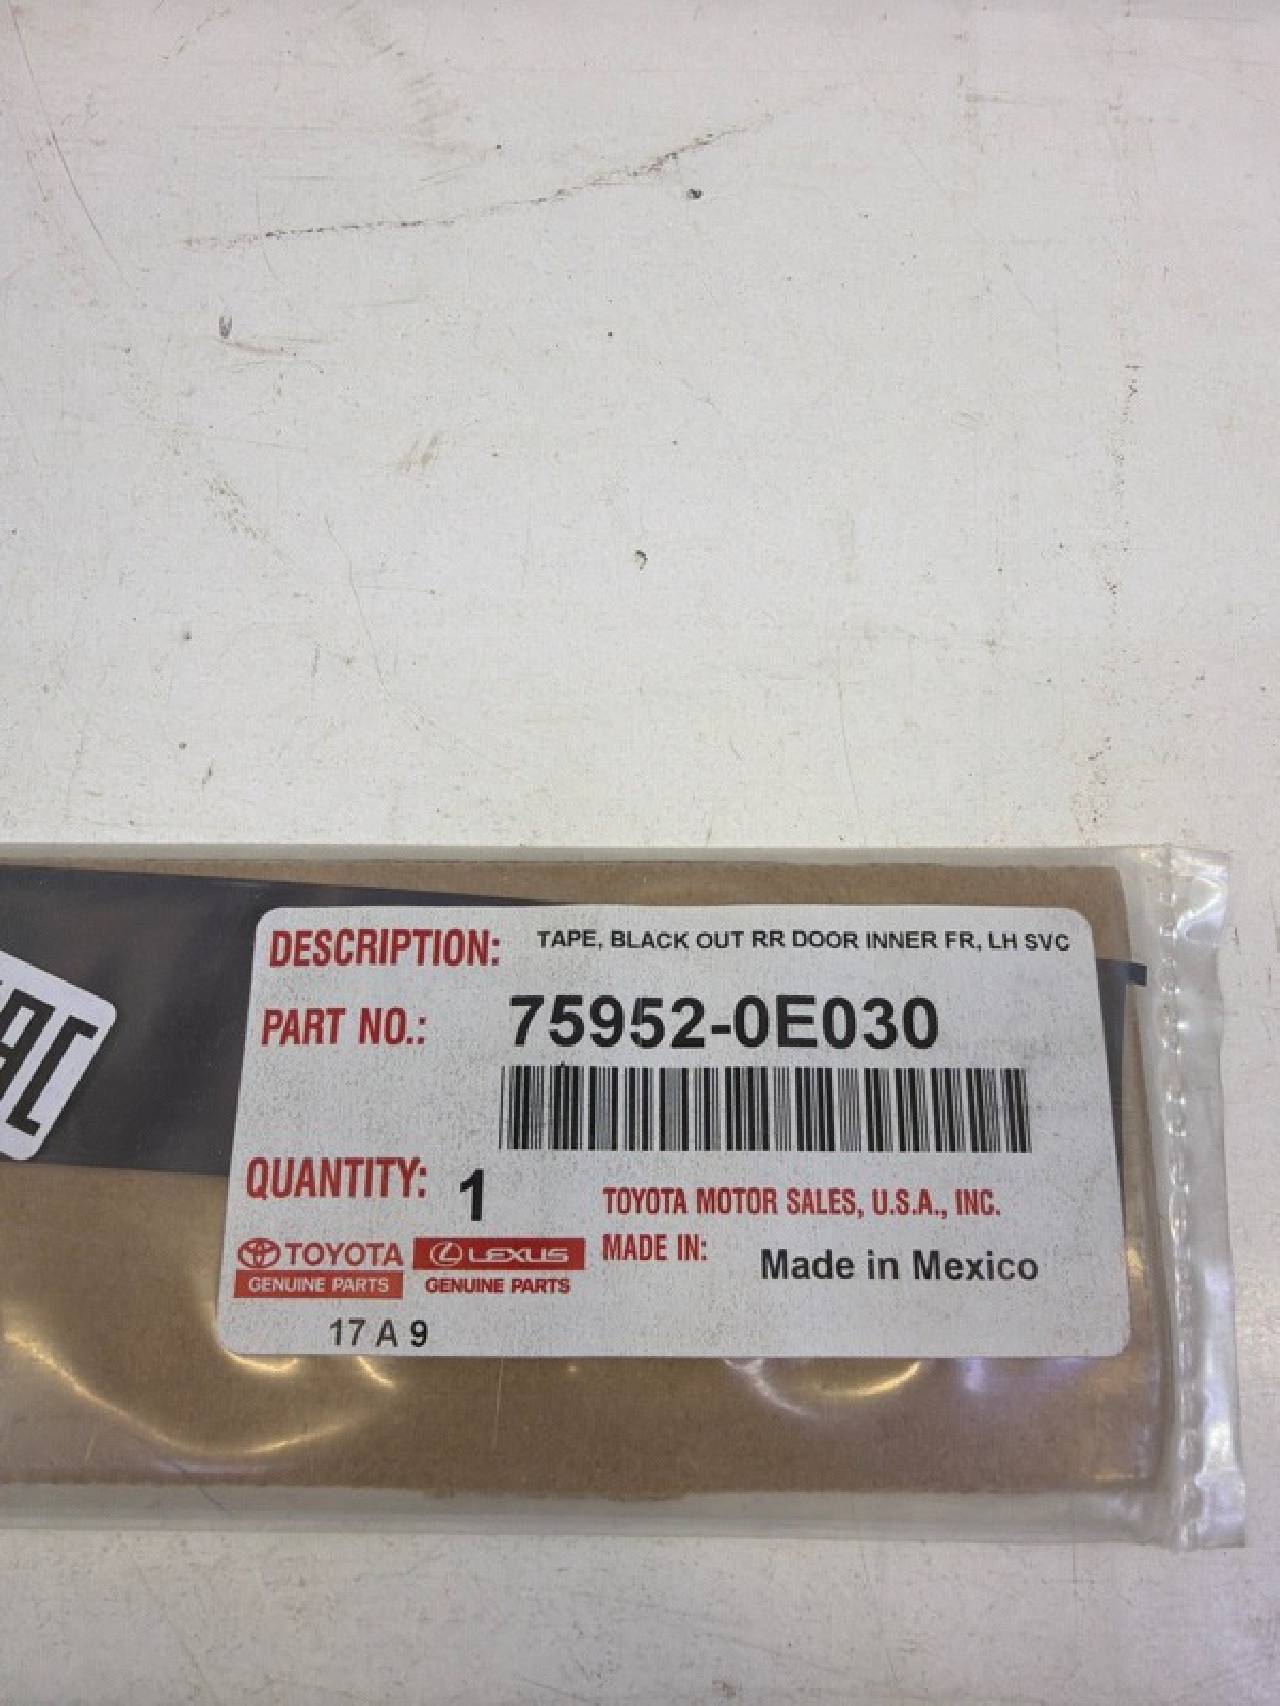 DESCRIPTION: TAPE, BLACK OUT RR DOOR INNER FR, LH SVC
PART NO.: 75952-0E030
QUANTITY: 1
TOYOTA MOTOR SALES, U.S.A., INC.
TOYOTA
GENUINE PARTS
LEXUS
GENUINE PARTS
MADE IN: Made in Mexico
17 A 9